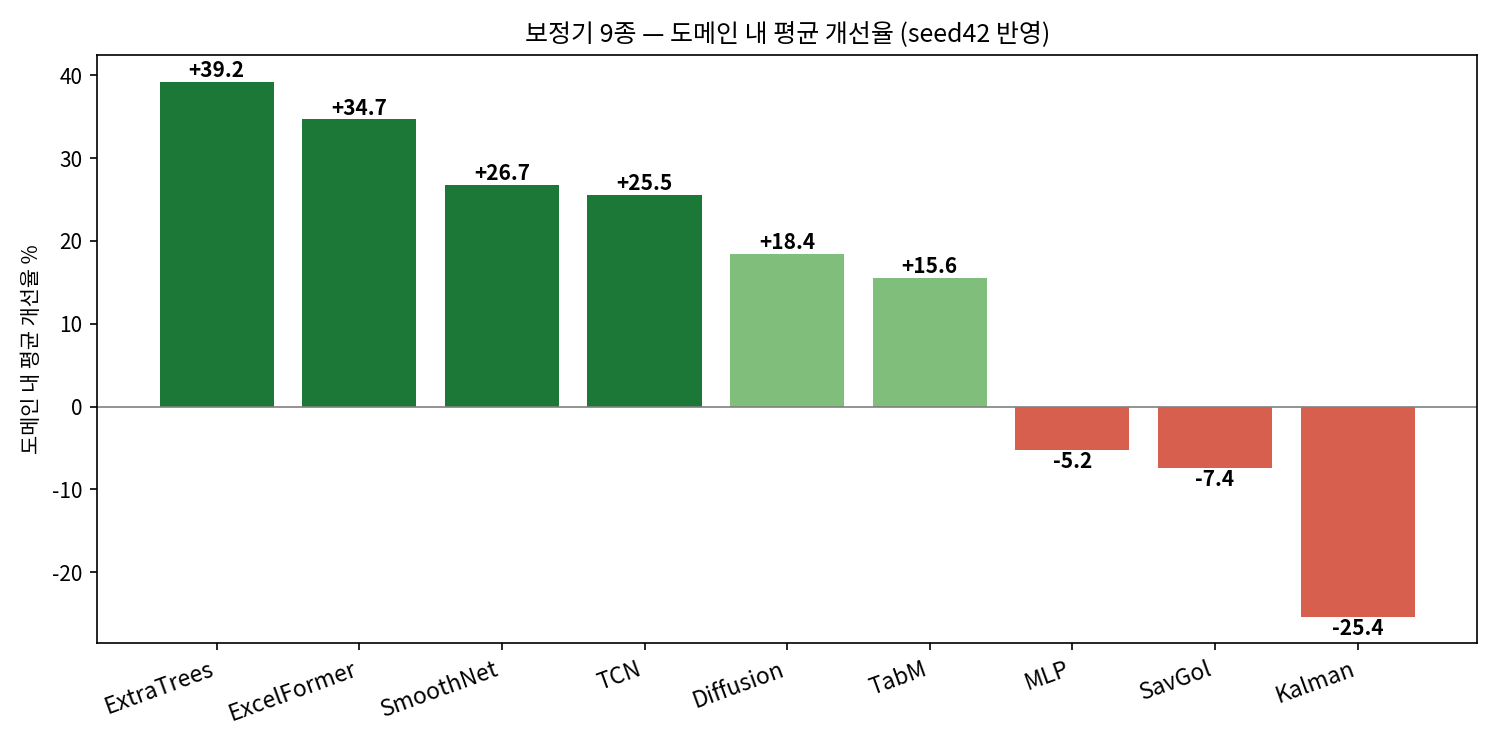 보정기 9종 — 도메인 내 평균 개선율 (seed42 반영)
도메인 내 평균 개선율 %
40
30
20
10
0
-10
-20
+39.2
+34.7
+26.7
+25.5
+18.4
+15.6
-5.2
-7.4
-25.4
ExtraTrees
ExcelFormer
SmoothNet
TCN
Diffusion
TabM
MLP
SavGol
Kalman